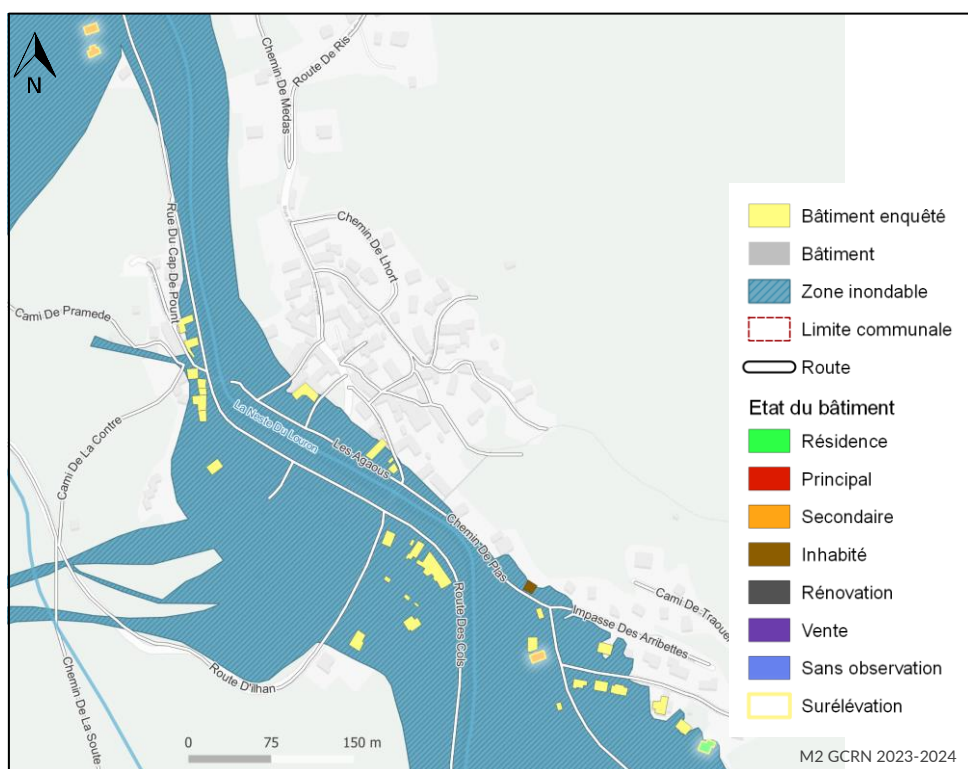 N
Chemin De Medas
Route De Ris
Chemin De Lhort
Rue Du Cap De Pount
Cami De Pramede
Cami De La Contre
La Neste Du Louron
Les Agaous
Chemin De Plas
Impasse Des Arribettes
Cami De Traouer
Route Des Cols
Route D'ilhan
Chemin De La Soute
0 75 150 m
Bâtiment enquêté
Bâtiment
Zone inondable
Limite communale
Route
Etat du bâtiment
Résidence
Principal
Secondaire
Inhabité
Rénovation
Vente
Sans observation
Surélévation
M2 GCRN 2023-2024